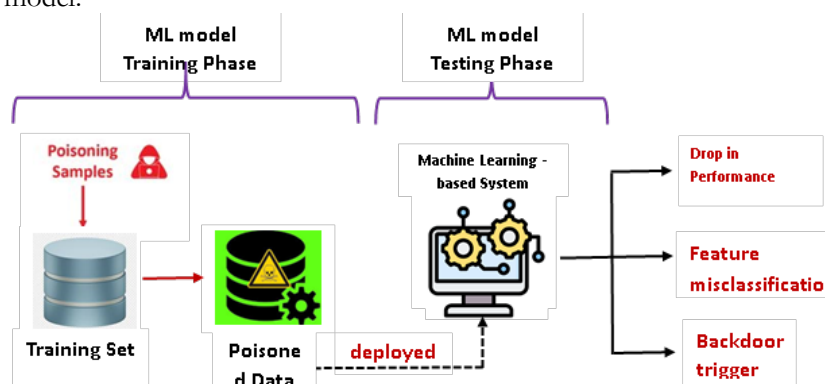 model.
ML model
Training Phase
ML model
Testing Phase
Poisoning
Samples
Machine Learning -
based System
Drop in
Performance
Feature
misclassificatio
Training Set
Poisone
d Data
deployed
Backdoor
trigger